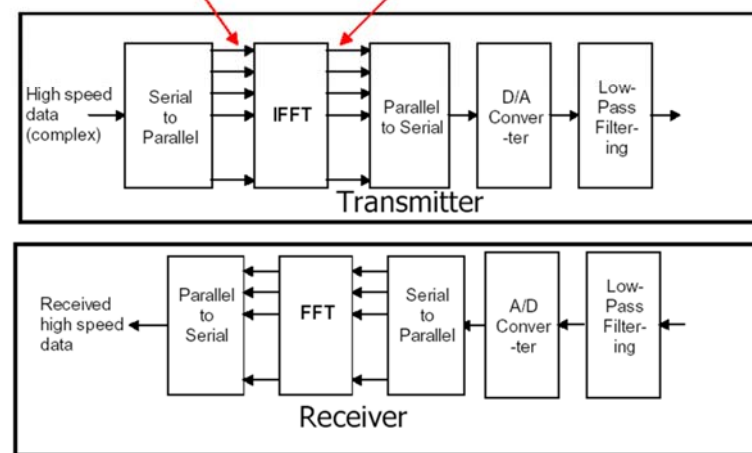 High speed
data
(complex)
Serial
to
Parallel
IFFT
Parallel
to Serial
D/A
Conver
-ter
Low-
Pass
Filter-
ing
Transmitter
Received
high speed
data
Parallel
to
Serial
FFT
Serial
to
Parallel
A/D
Conver
-ter
Low-
Pass
Filter-
ing
Receiver